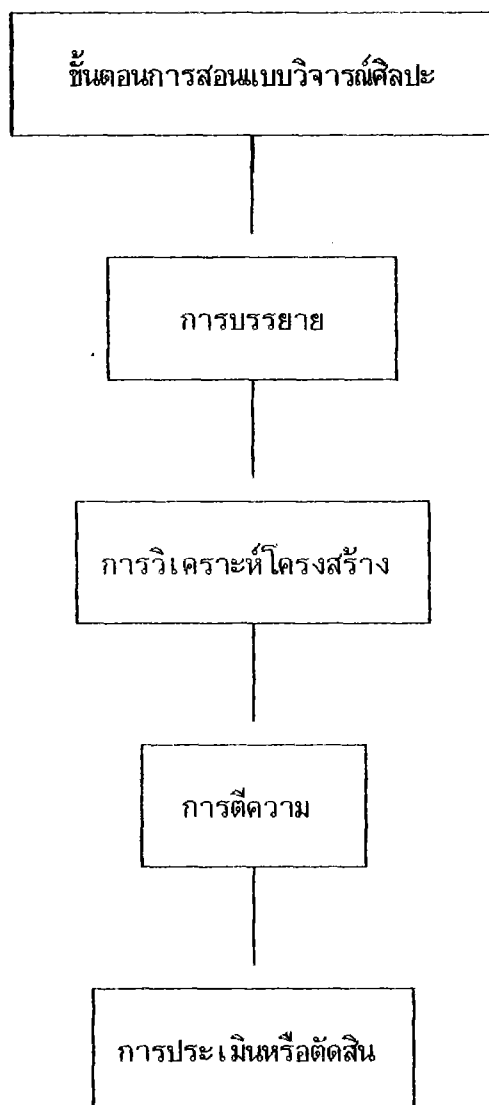 ขั้นตอนการสอนแบบวิจารณ์ศิลปะ
การบรรยาย
การวิเคราะห์โครงสร้าง
การตีความ
การประเมินหรือตัดสิน